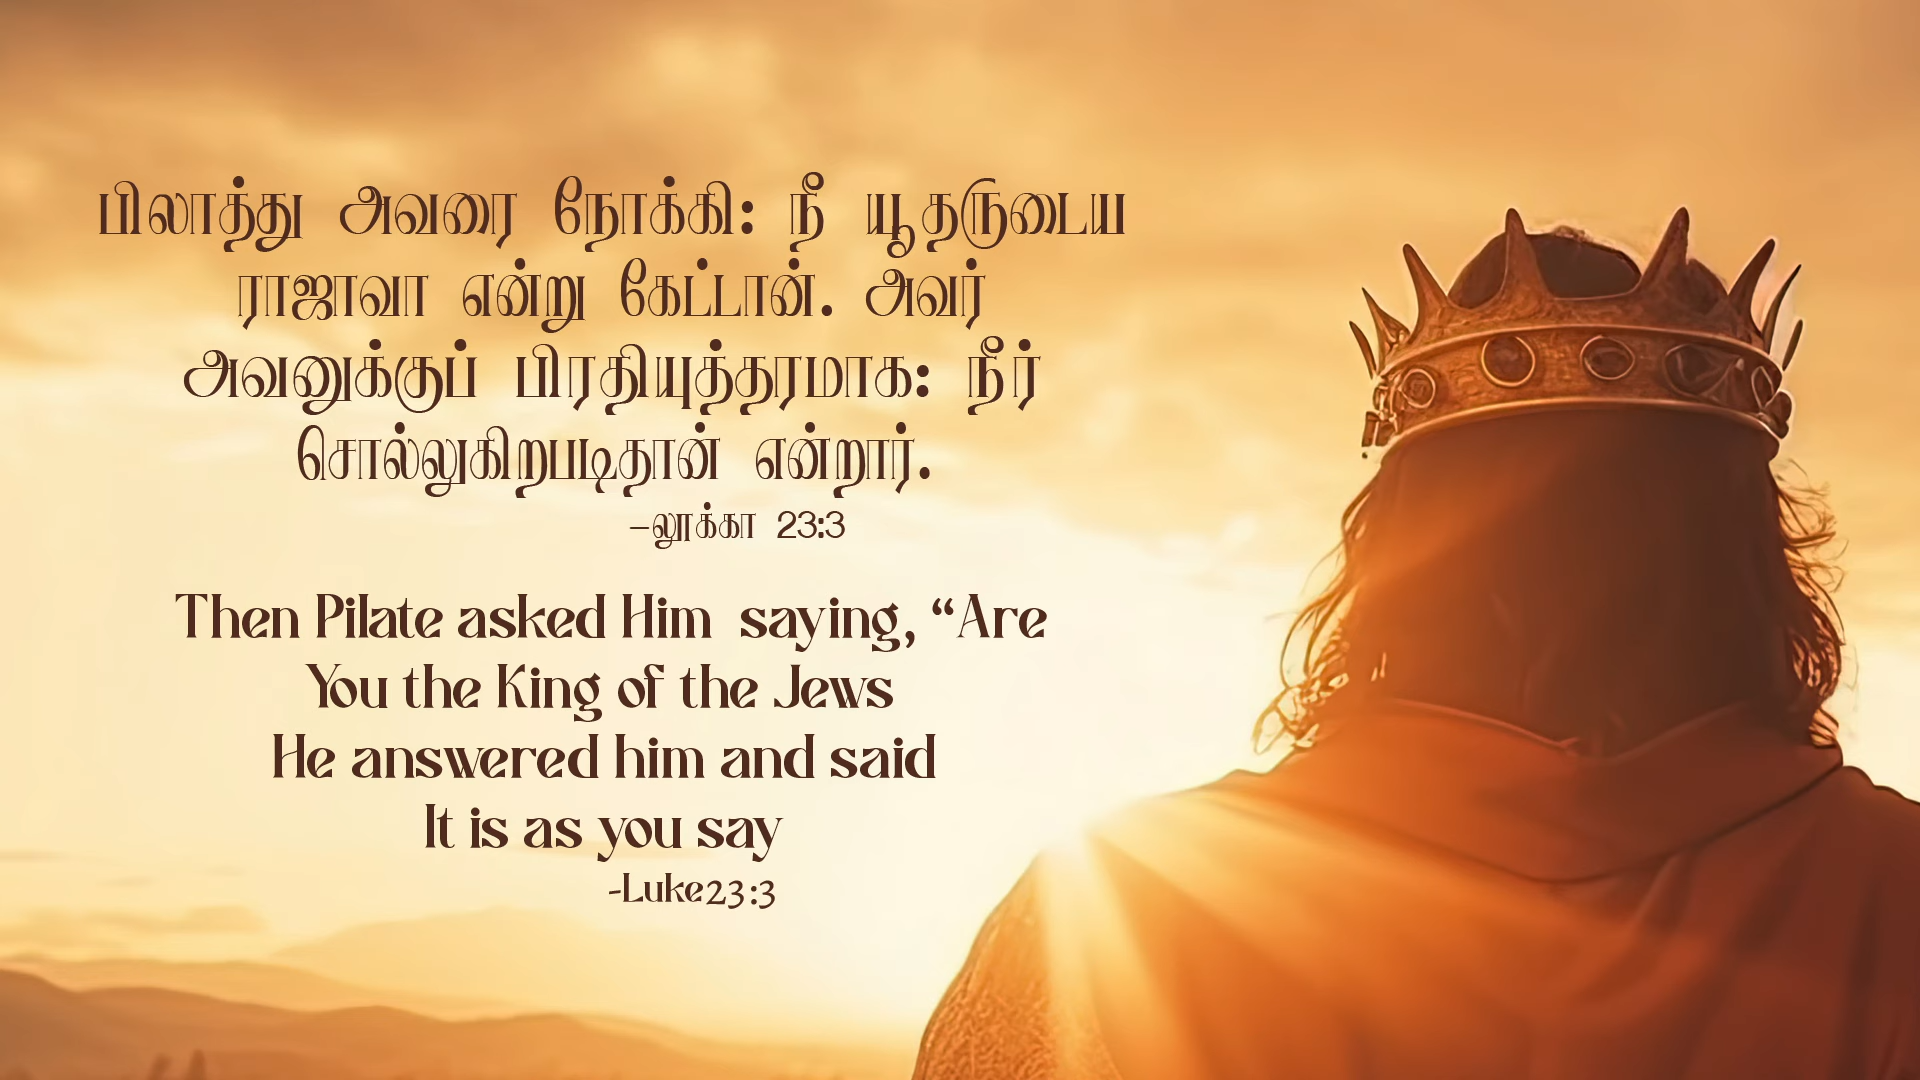 பிலாத்து அவரை நோக்கி: நீ யூதருடைய
ராஜாவா என்று கேட்டான். அவர்
அவனுக்குப் பிரதியுத்தரமாக: நீர்
சொல்லுகிறபடிதான் என்றார்.
-லூக்கா 23:3
Then Pilate asked Him saying, “Are
You the King of the Jews
He answered him and said
It is as you say
-Luke23:3